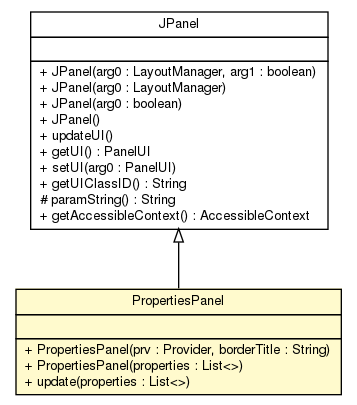 JPanel
+ JPanel(arg0 : LayoutManager, arg1 : boolean)
+ JPanel(arg0 : LayoutManager)
+ JPanel(arg0 : boolean)
+ JPanel()
+ updateUI()
+ getUI() : PanelUI
+ setUI(arg0 : PanelUI)
+ getUIClassID() : String
# paramString() : String
+ getAccessibleContext() : AccessibleContext
PropertiesPanel
+ PropertiesPanel(prv : Provider, borderTitle : String)
+ PropertiesPanel(properties : List<>)
+ update(properties : List<>)